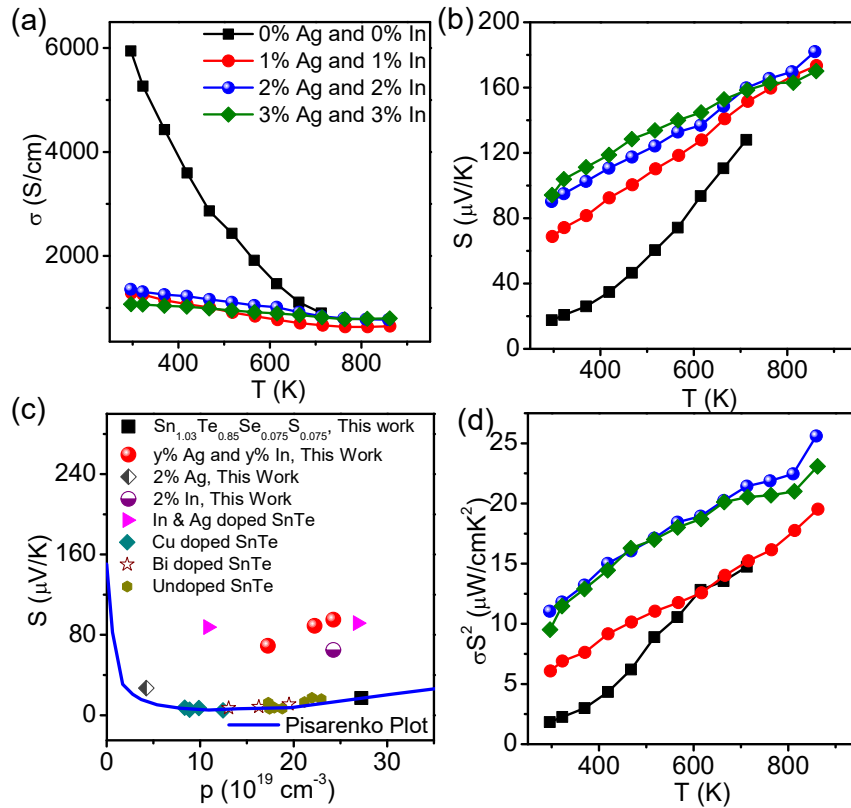 (a)
6000
4000
2000
σ (S/cm)
0% Ag and 0% In
1% Ag and 1% In
2% Ag and 2% In
3% Ag and 3% In
400 600 800
T (K)
(b)
200
160
120
80
40
0
S (μV/K)
400 600 800
T (K)
(c)
240
160
80
0
S (μV/K)
Sn1.03Te0.85Se0.075S0.075, This work
y% Ag and y% In, This Work
2% Ag, This Work
2% In, This Work
In & Ag doped SnTe
Cu doped SnTe
Bi doped SnTe
Undoped SnTe
Pisarenko Plot
0 10 20 30
p (10^19 cm^-3)
(d)
25
20
15
10
5
0
σS² (μW/cmK²)
400 600 800
T (K)